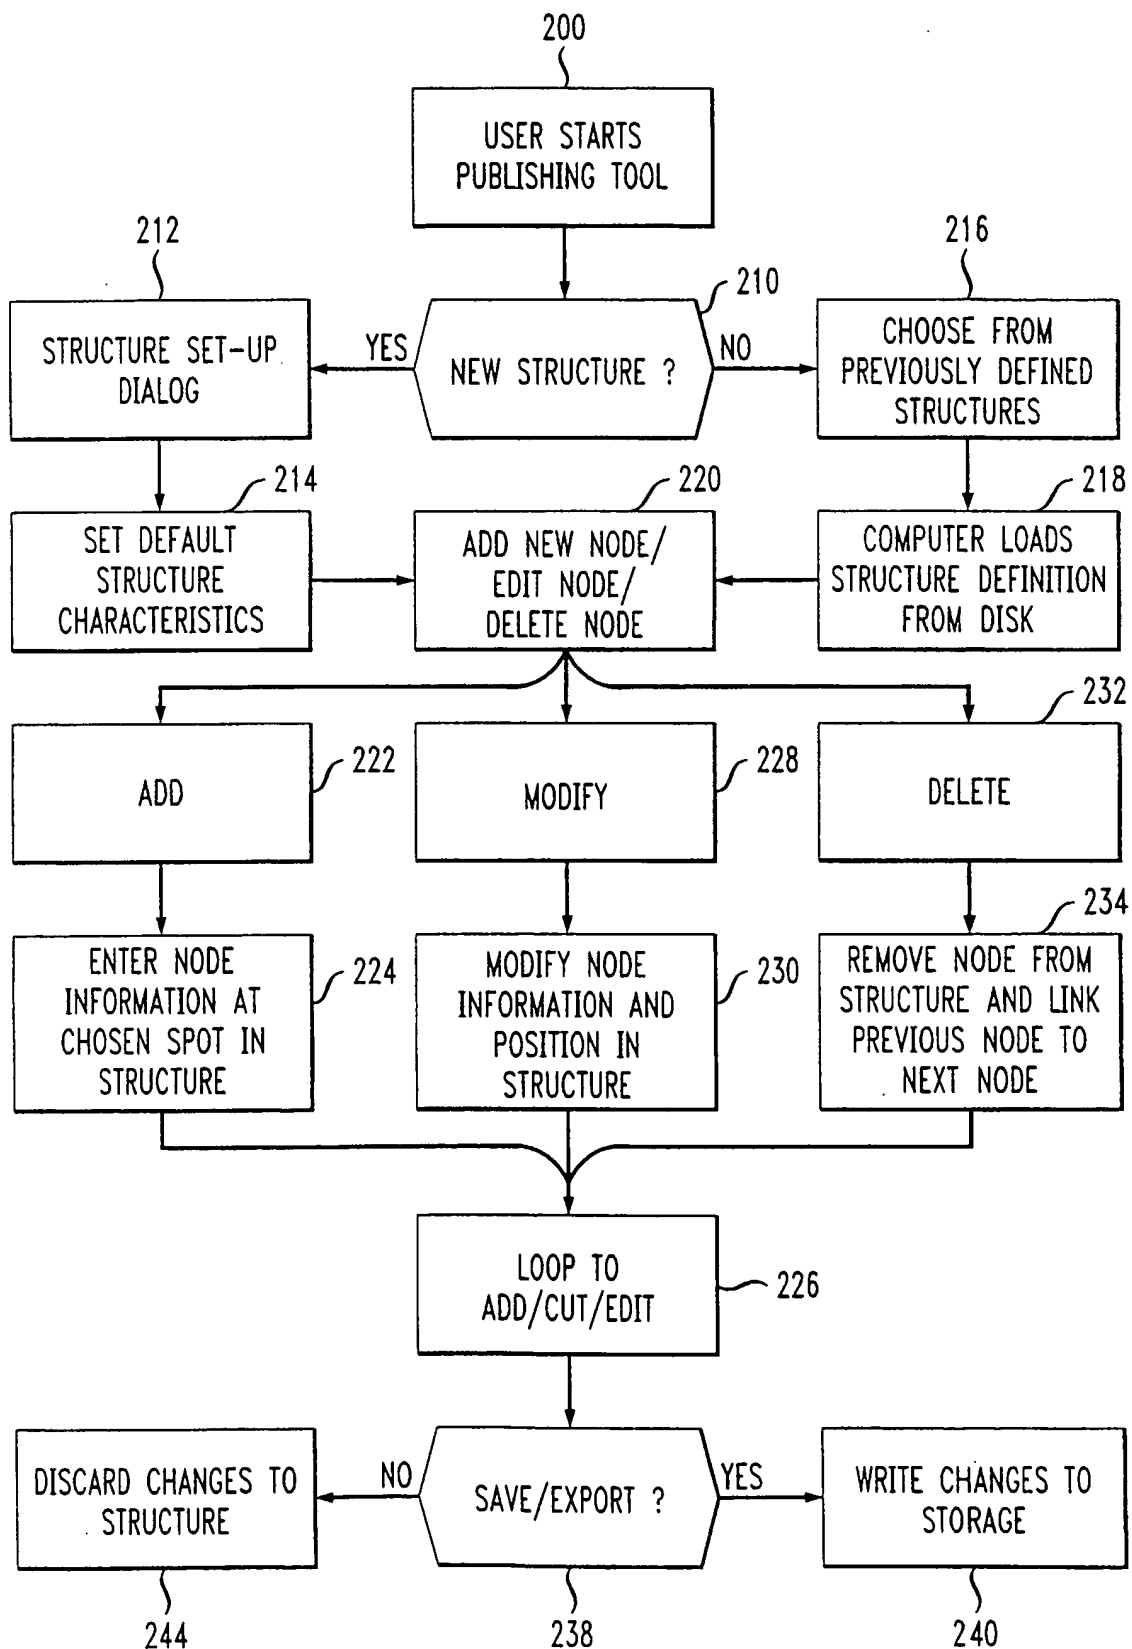 200
USER STARTS
PUBLISHING TOOL
212
216
210
STRUCTURE SET-UP
DIALOG
YES
NEW STRUCTURE ?
NO
CHOOSE FROM
PREVIOUSLY DEFINED
STRUCTURES
214
220
218
SET DEFAULT
STRUCTURE
CHARACTERISTICS
ADD NEW NODE/
EDIT NODE/
DELETE NODE
COMPUTER LOADS
STRUCTURE DEFINITION
FROM DISK
232
ADD
222
MODIFY
228
DELETE
234
ENTER NODE
INFORMATION AT
CHOSEN SPOT IN
STRUCTURE
224
MODIFY NODE
INFORMATION AND
POSITION IN
STRUCTURE
230
REMOVE NODE FROM
STRUCTURE AND LINK
PREVIOUS NODE TO
NEXT NODE
LOOP TO
ADD/CUT/EDIT
226
DISCARD CHANGES TO
STRUCTURE
NO
SAVE/EXPORT ?
YES
WRITE CHANGES TO
STORAGE
244
238
240